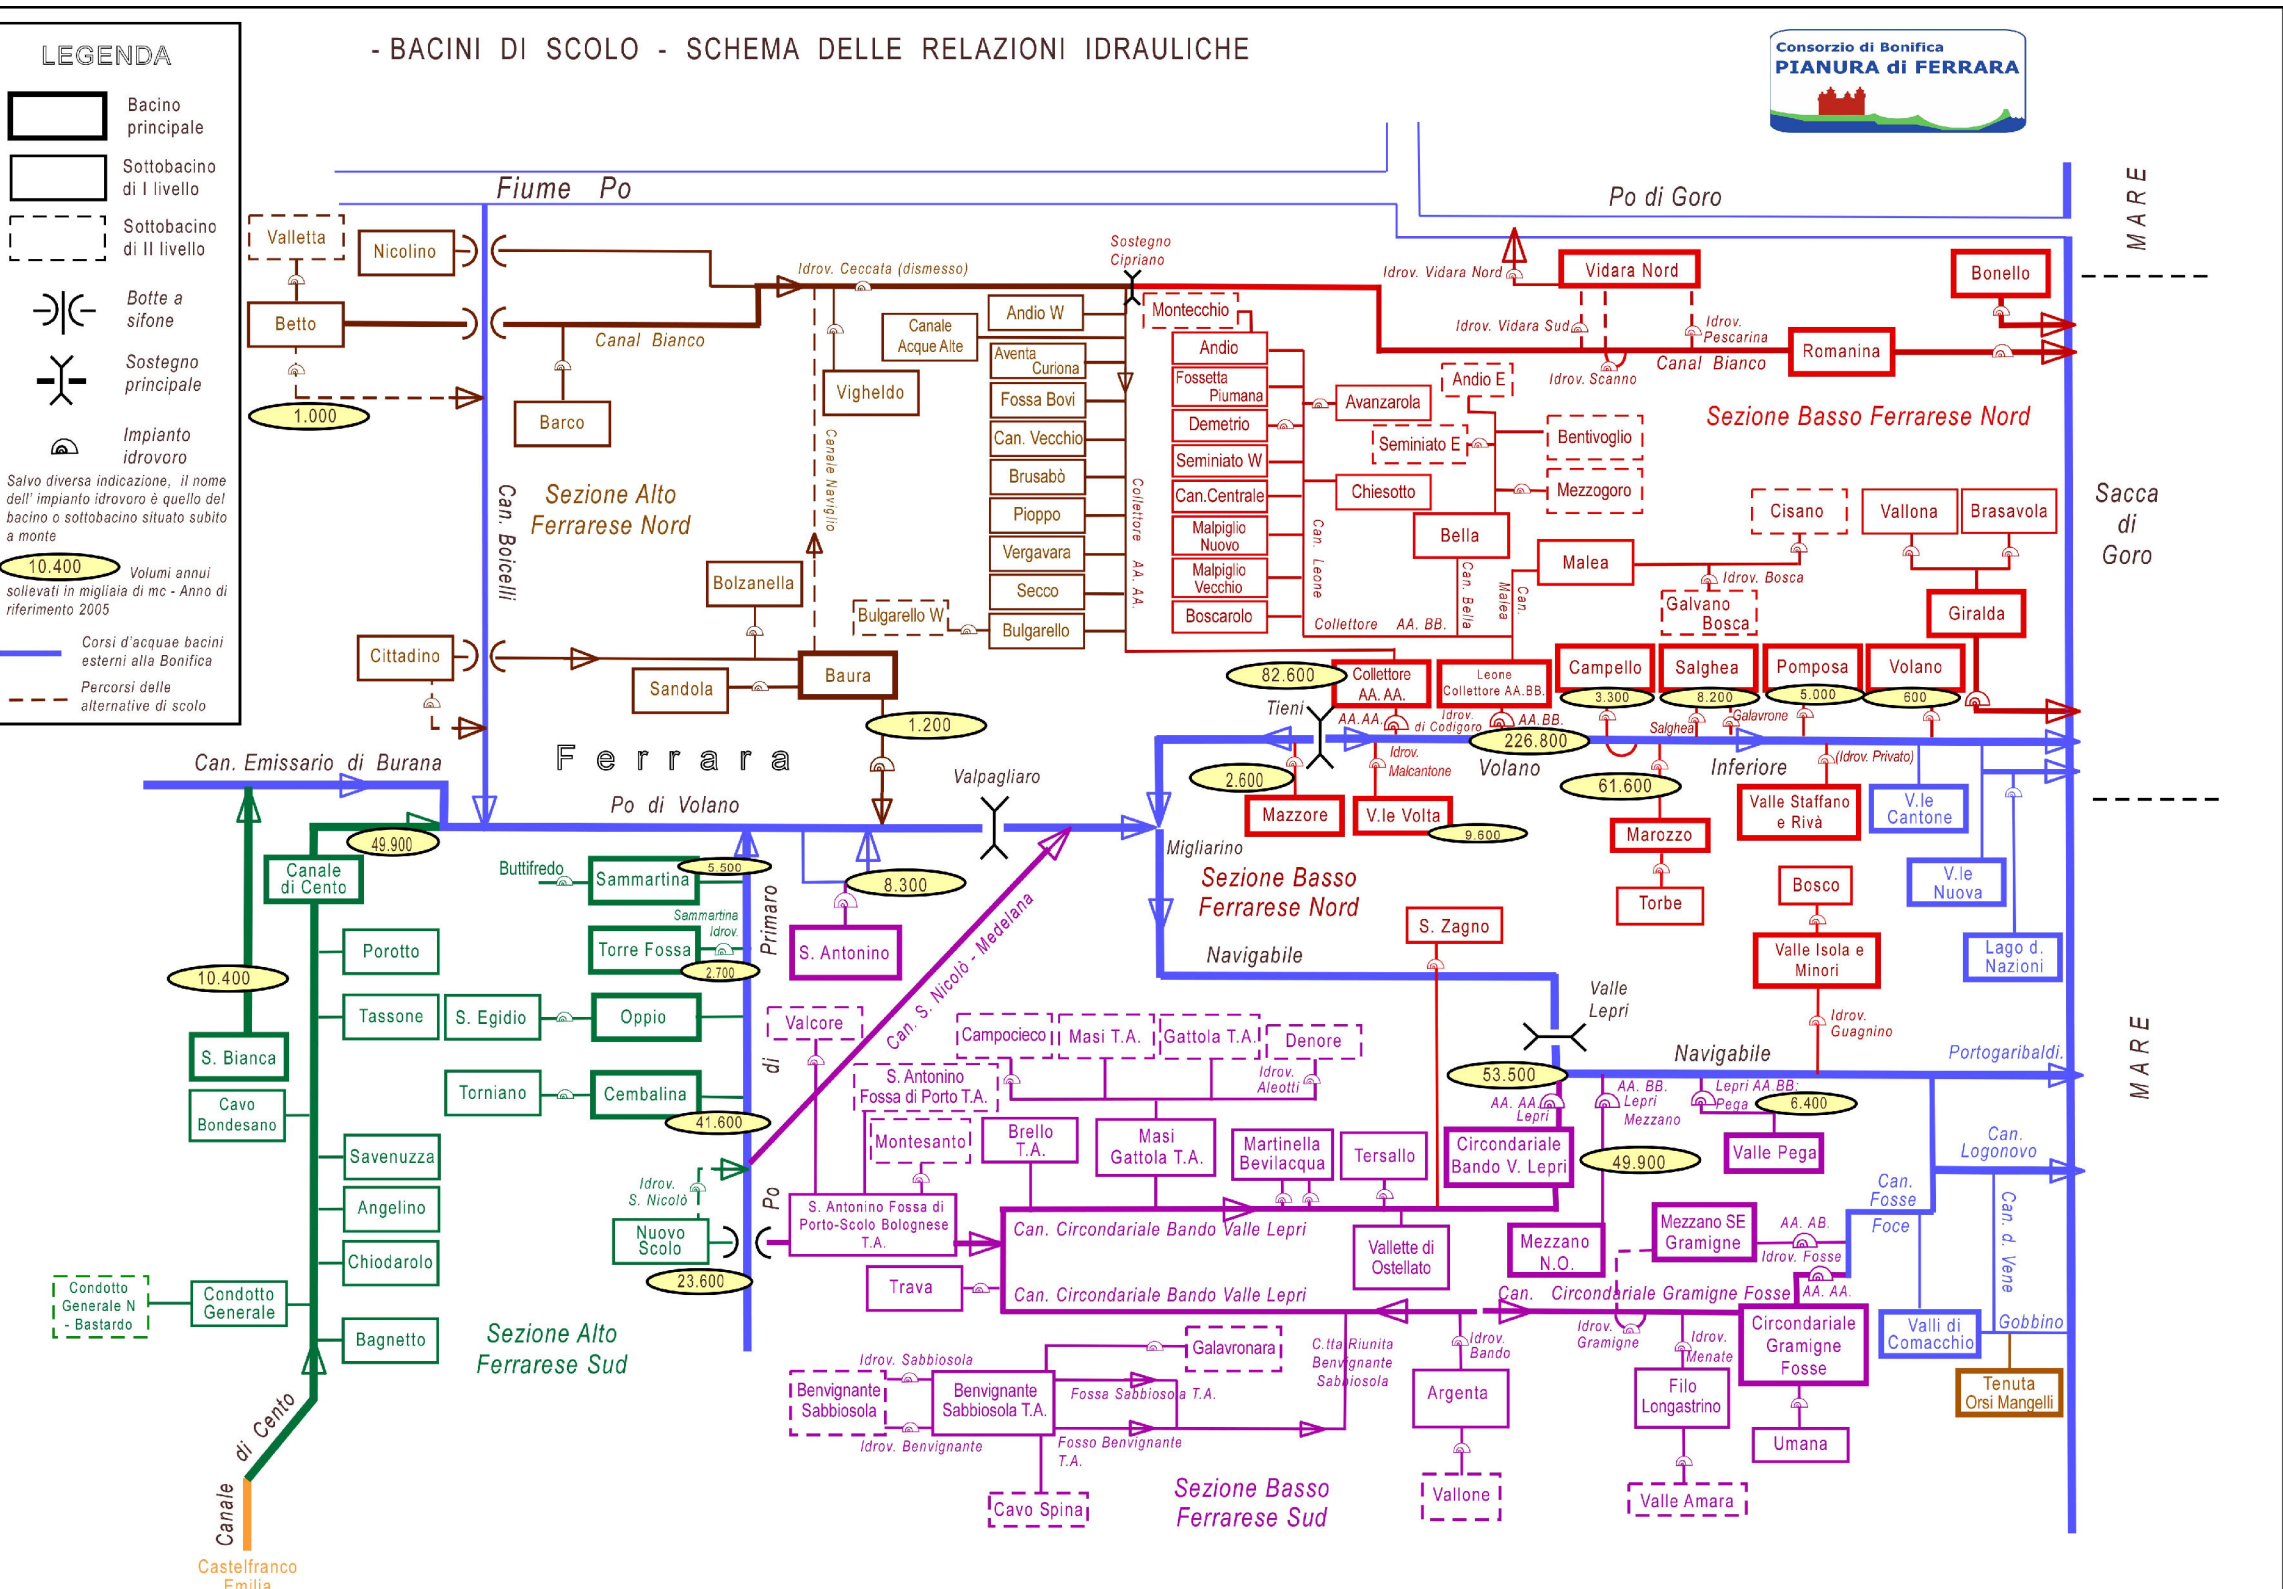 - BACINI DI SCOLO - SCHEMA DELLE RELAZIONI IDRAULICHE
Consorzio di Bonifica
PIANURA di FERRARA
LEGENDA
Bacino
principale
Sottobacino
di I livello
Sottobacino
di II livello
Botte a
sifone
Sostegno
principale
Impianto
idrovoro
Salvo diversa indicazione, il nome
dell' impianto idrovoro è quello del
bacino o sottobacino situato subito
a monte
10.400
Volumi annui
sollevati in migliaia di mc - Anno di
riferimento 2005
Corsi d'acquae bacini
esterni alla Bonifica
Percorsi delle
alternative di scolo
Fiume Po
Po di Goro
MARE
Valletta
Nicolino
Betto
1.000
Barco
Canal Bianco
Idrov. Ceccata (dismesso)
Vigheldo
Canale Naviglio
Can. Boicelli
Sezione Alto
Ferrarese Nord
Bolzanella
Cittadino
Sandola
Baura
1.200
Sostegno
Cipriano
Andio W
Canale
Acque Alte
Aventa
Curiona
Fossa Bovi
Can. Vecchio
Brusabò
Pioppo
Vergavara
Secco
Bulgarello W
Bulgarello
Collettore AA. AA.
Montecchio
Andio
Fossetta
Piumana
Demetrio
Seminiato W
Can.Centrale
Malpiglio
Nuovo
Malpiglio
Vecchio
Boscarolo
Can. Leone
Avanzarola
Chiesotto
Andio E
Seminiato E
Bentivoglio
Mezzogoro
Bella
Can. Bella
Collettore AA. BB.
Can.
Malea
Malea
Idrov. Vidara Nord
Vidara Nord
Idrov. Vidara Sud
Idrov.
Pescarina
Idrov. Scanno
Canal Bianco
Romanina
Bonello
Sezione Basso Ferrarese Nord
Cisano
Vallona
Brasavola
Idrov. Bosca
Galvano
Bosca
Giralda
Sacca
di
Goro
82.600
Collettore
AA. AA.
Leone
Collettore AA.BB.
Campello
3.300
Salghea
8.200
Pomposa
5.000
Volano
600
Tieni
AA.AA.
Idrov.
di Codigoro
AA.BB.
Salghea
Galavrone
226.800
Idrov.
Malcantone
Volano
Inferiore
(Idrov. Privato)
2.600
Mazzore
V.le Volta
9.600
61.600
Marozzo
Torbe
Valle Staffano
e Rivà
V.le
Cantone
V.le
Nuova
Lago d.
Nazioni
Bosco
Valle Isola e
Minori
Idrov.
Guagnino
Ferrara
Can. Emissario di Burana
Po di Volano
Valpagliaro
Migliarino
Sezione Basso
Ferrarese Nord
Navigabile
49.900
Canale
di Cento
10.400
S. Bianca
Cavo
Bondesano
Porotto
Tassone
Savenuzza
Angelino
Chiodarolo
Bagnetto
Condotto
Generale N
- Bastardo
Condotto
Generale
Canale
di Cento
Castelfranco
Emilia
Buttifredo
Sammartina
5.500
Sammartina
Idrov.
Torre Fossa
2.700
S. Egidio
Oppio
Torniano
Cembalina
41.600
Idrov.
S. Nicolò
Nuovo
Scolo
23.600
Po di Primaro
Sezione Alto
Ferrarese Sud
8.300
S. Antonino
Can. S. Nicolò - Medelana
Valcore
S. Antonino
Fossa di Porto T.A.
Montesanto
S. Antonino Fossa di
Porto-Scolo Bolognese
T.A.
Trava
Campocieco
Masi T.A.
Gattola T.A.
Denore
Idrov.
Aleotti
Brello
T.A.
Masi
Gattola T.A.
Martinella
Bevilacqua
Tersallo
S. Zagno
Valle
Lepri
53.500
Navigabile
Portogaribaldi.
MARE
AA. AA.
Lepri
AA. BB.
Lepri
Mezzano
Lepri AA.BB.
Pega
6.400
Circondariale
Bando V. Lepri
49.900
Valle Pega
Can. Circondariale Bando Valle Lepri
Can. Circondariale Bando Valle Lepri
Vallette di
Ostellato
Mezzano
N.O.
Mezzano SE
Gramigne
AA. AB.
Idrov. Fosse
AA. AA.
Can.
Fosse
Foce
Can.
Logonovo
Can. d. Vene
Gobbino
Valli di
Comacchio
Tenuta
Orsi Mangelli
Can. Circondariale Gramigne Fosse
Idrov.
Gramigne
Idrov.
Menate
Circondariale
Gramigne
Fosse
Umana
Filo
Longastrino
Valle Amara
Idrov.
Bando
Argenta
Vallone
C.tta Riunita
Benvignante
Sabbiosola
Galavronara
Idrov. Sabbiosola
Benvignante
Sabbiosola
Idrov. Benvignante
Benvignante
Sabbiosola T.A.
Fossa Sabbiosola T.A.
Fosso Benvignante
T.A.
Cavo Spina
Sezione Basso
Ferrarese Sud